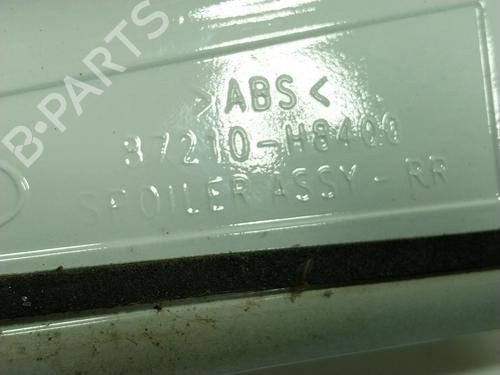 B-PARTS
>ABS<
87210-H8400
SPOILER ASSY-RR